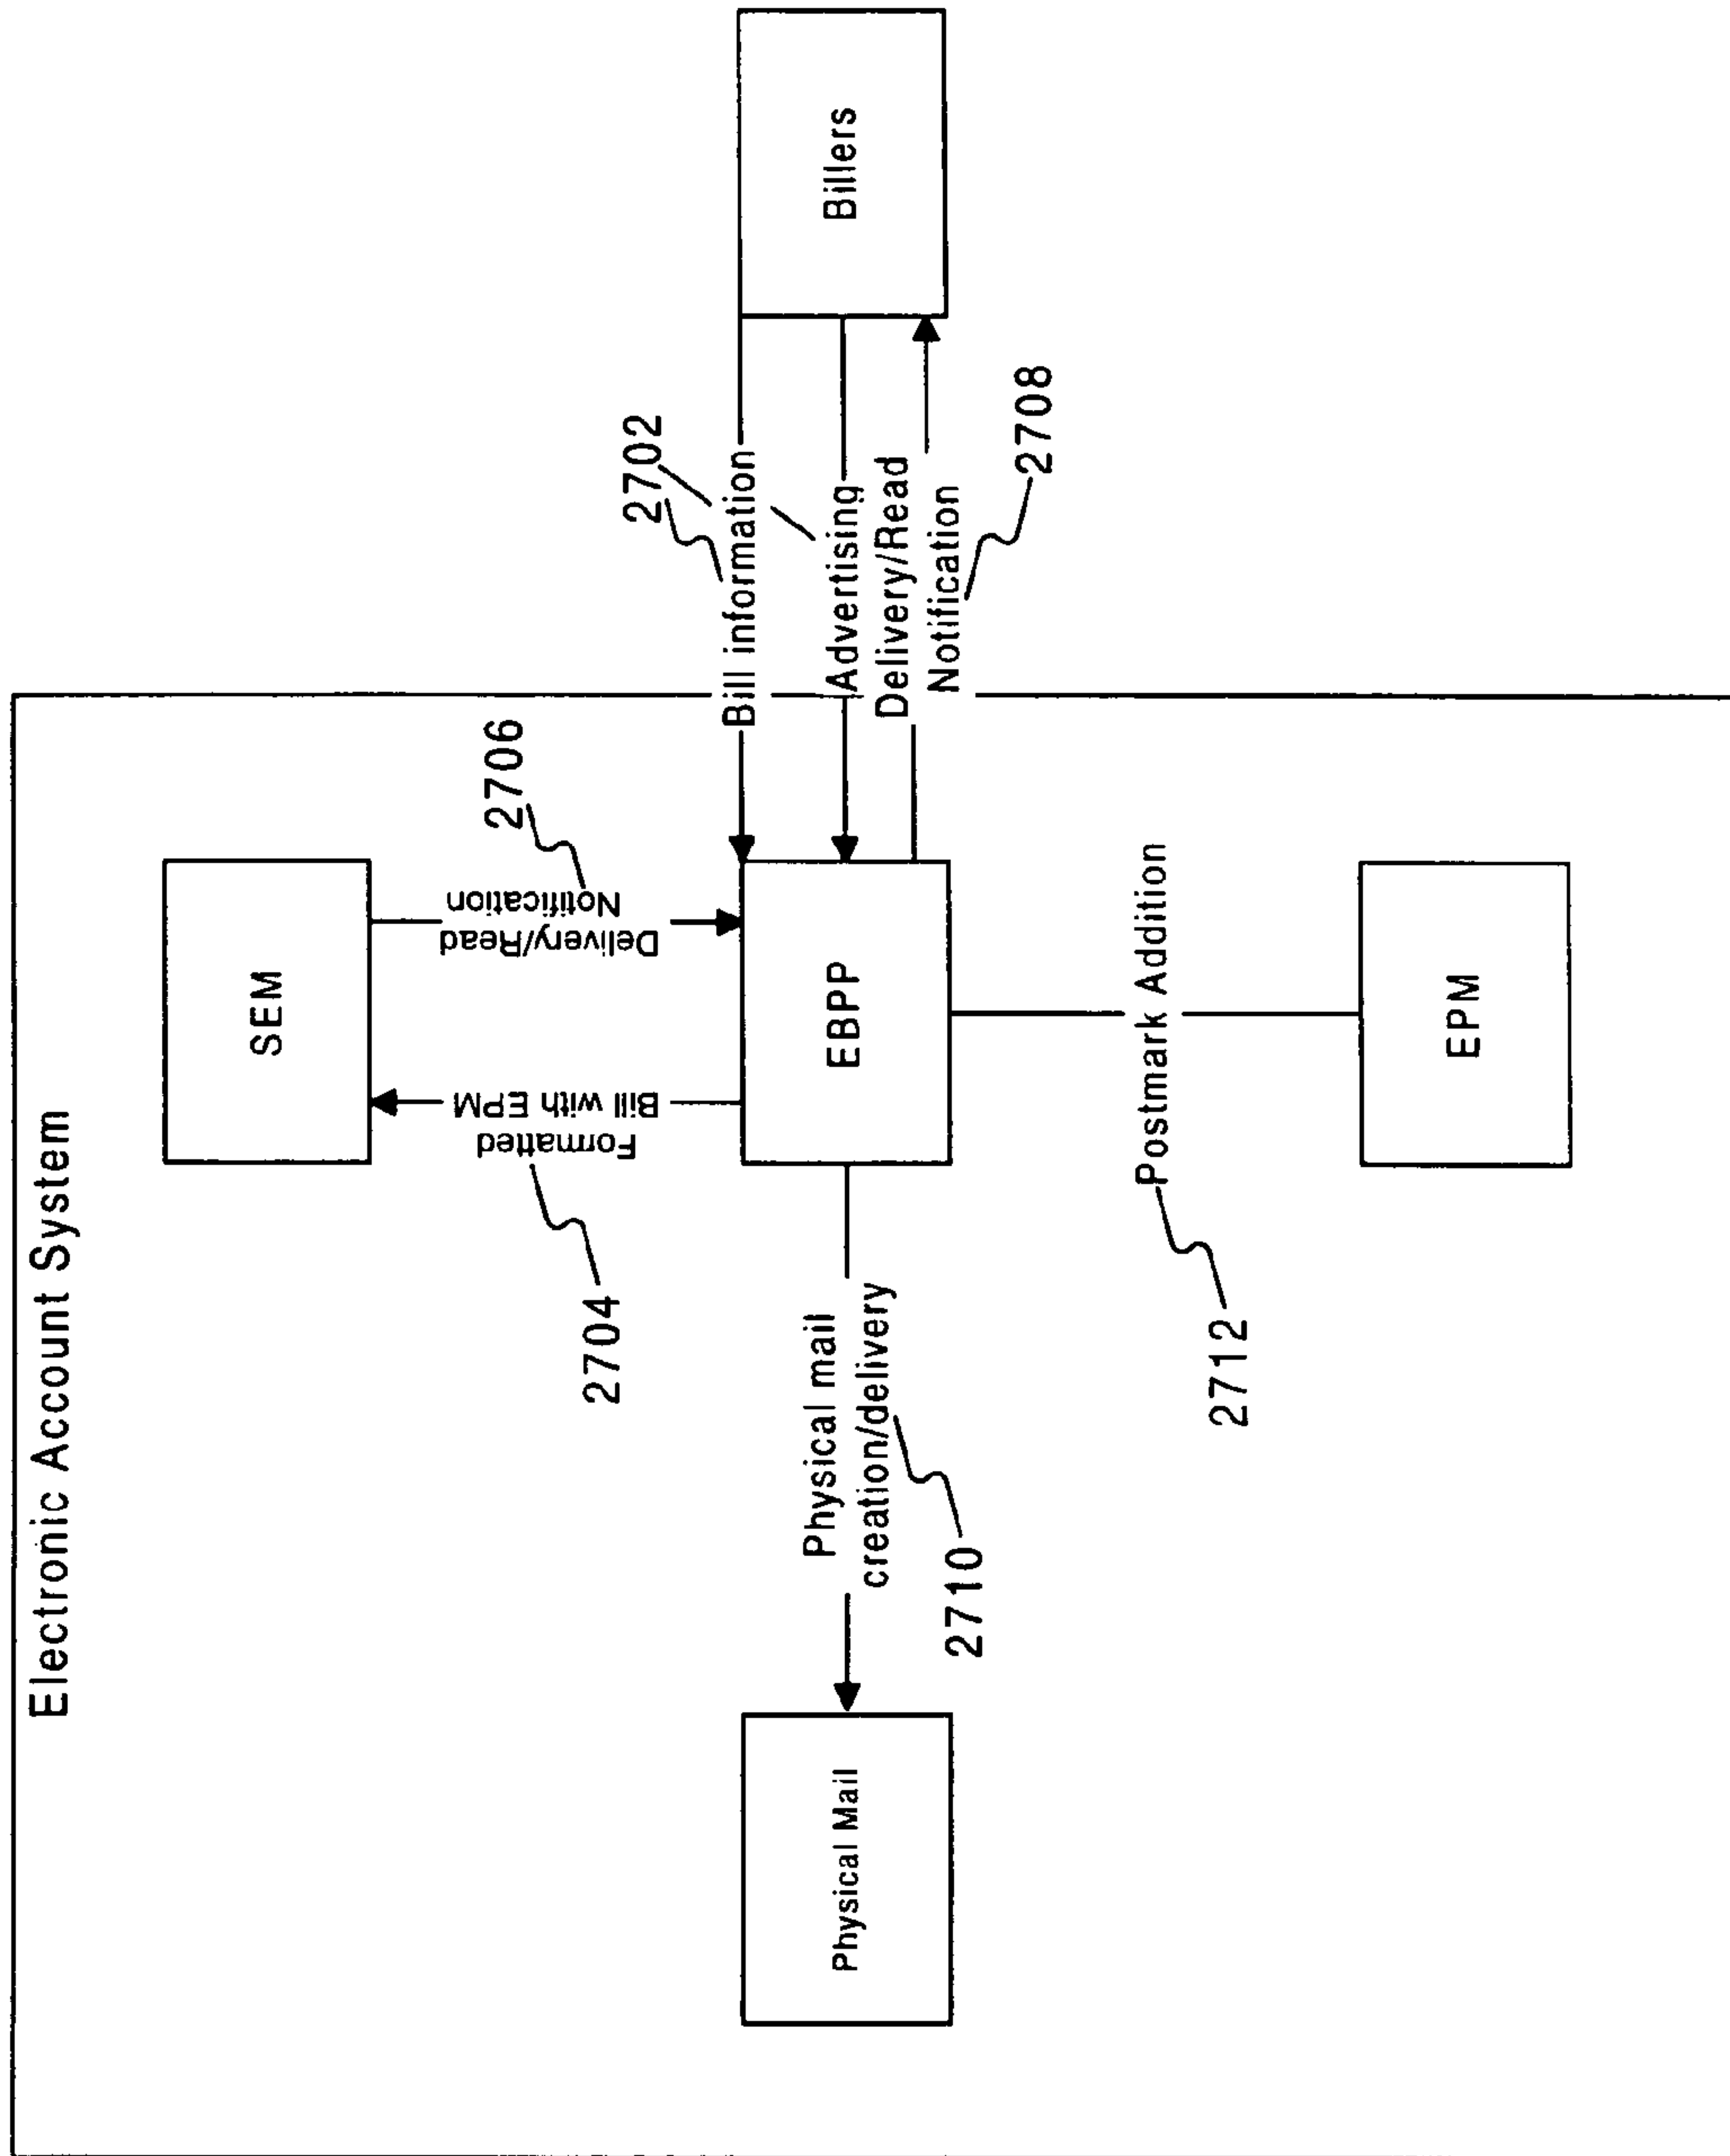 Electronic Account System
SEM
2704
Formatted
Bill with EPM
Delivery/Read
Notification
2706
Physical Mail
Physical mail
creation/delivery
2710
EBPP
2702
Bill information
Advertising
Delivery/Read
Notification
2708
Billers
2712
Postmark Addition
EPM